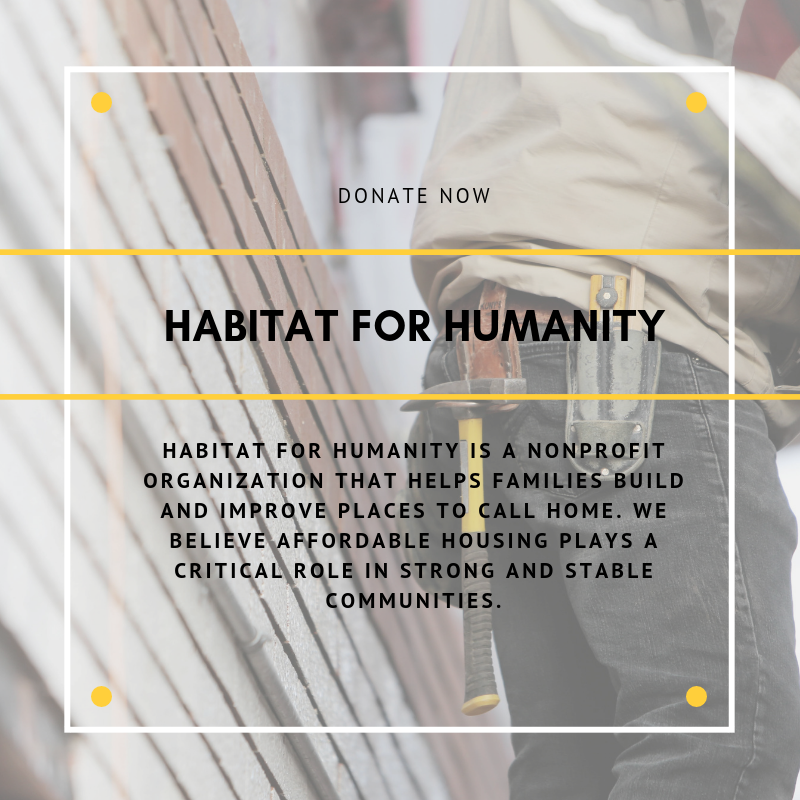 DONATE NOW
HABITAT FOR HUMANITY
HABITAT FOR HUMANITY IS A NONPROFIT
ORGANIZATION THAT HELPS FAMILIES BUILD
AND IMPROVE PLACES TO CALL HOME. WE
BELIEVE AFFORDABLE HOUSING PLAYS A
CRITICAL ROLE IN STRONG AND STABLE
COMMUNITIES.